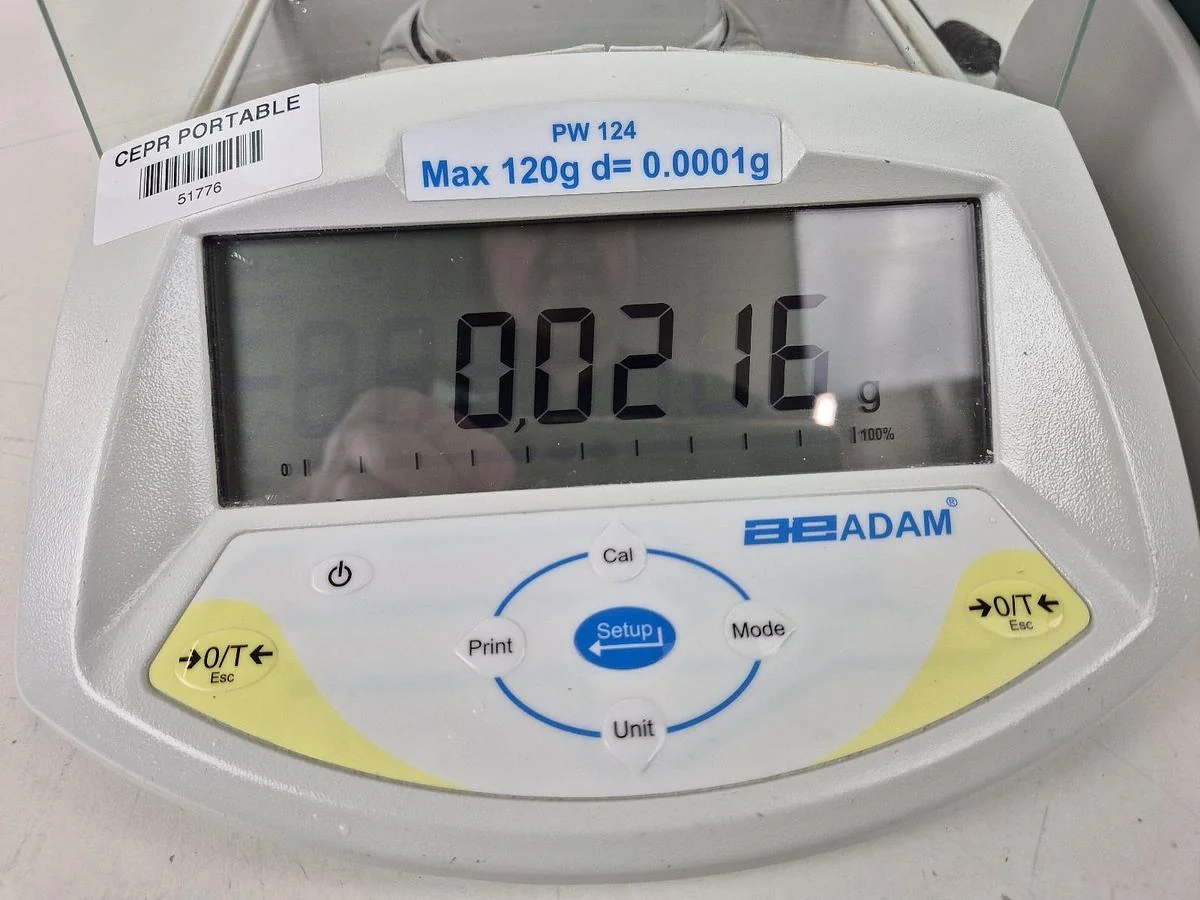 CEPR PORTABLE
51776
PW 124
Max 120g d= 0.0001g
0,0216 g
0 100%
ae ADAM®
Cal
→0/T←
Esc
Print
Setup
Mode
→0/T←
Esc
Unit